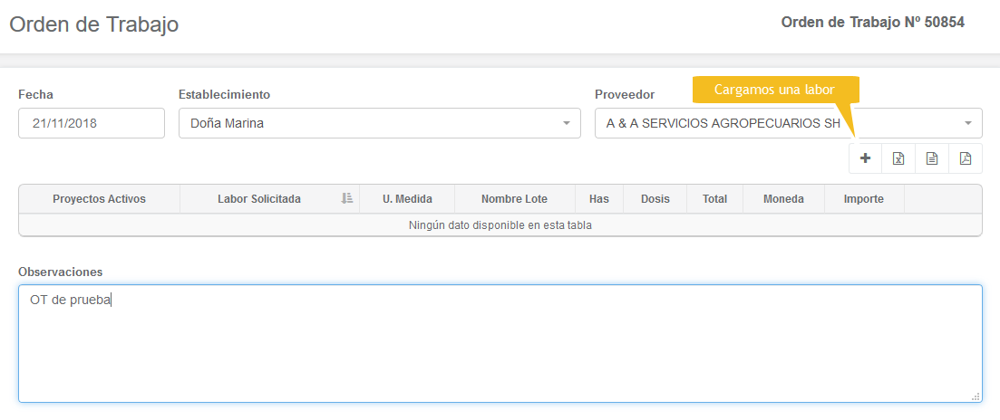 Orden de Trabajo
Orden de Trabajo Nº 50854
Cargamos una labor
Fecha
Establecimiento
Proveedor
21/11/2018
Doña Marina
A & A SERVICIOS AGROPECUARIOS SH
Proyectos Activos Labor Solicitada U. Medida Nombre Lote Has Dosis Total Moneda Importe
Ningún dato disponible en esta tabla
Observaciones
OT de prueba